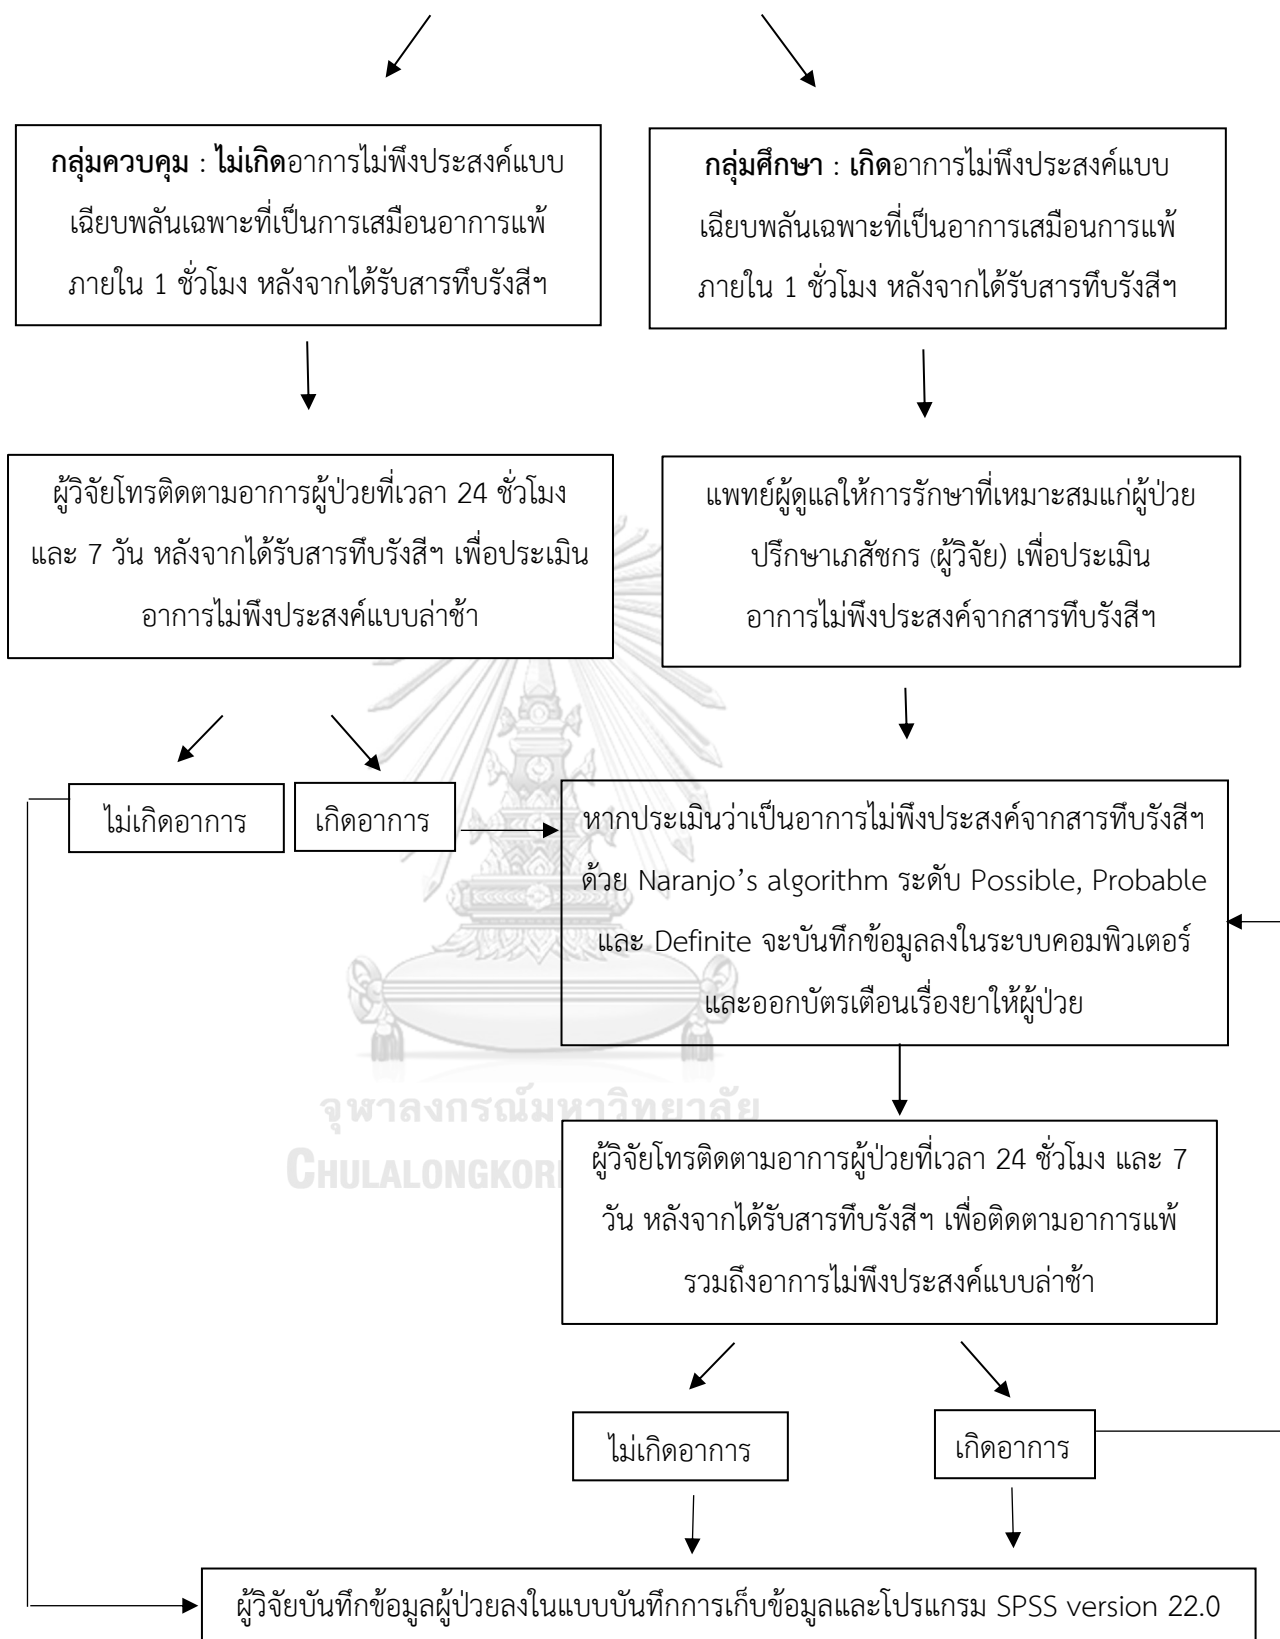 กลุ่มควบคุม : ไม่เกิดอาการไม่พึงประสงค์แบบ
เฉียบพลันเฉพาะที่เป็นการเสมือนอาการแพ้
ภายใน 1 ชั่วโมง หลังจากได้รับสารทึบรังสีฯ
กลุ่มศึกษา : เกิดอาการไม่พึงประสงค์แบบ
เฉียบพลันเฉพาะที่เป็นอาการเสมือนการแพ้
ภายใน 1 ชั่วโมง หลังจากได้รับสารทึบรังสีฯ
ผู้วิจัยโทรติดตามอาการผู้ป่วยที่เวลา 24 ชั่วโมง
และ 7 วัน หลังจากได้รับสารทึบรังสีฯ เพื่อประเมิน
อาการไม่พึงประสงค์แบบล่าช้า
แพทย์ผู้ดูแลให้การรักษาที่เหมาะสมแก่ผู้ป่วย
ปรึกษาเภสัชกร (ผู้วิจัย) เพื่อประเมิน
อาการไม่พึงประสงค์จากสารทึบรังสีฯ
ไม่เกิดอาการ
เกิดอาการ
หากประเมินว่าเป็นอาการไม่พึงประสงค์จากสารทึบรังสีฯ
ด้วย Naranjo’s algorithm ระดับ Possible, Probable
และ Definite จะบันทึกข้อมูลลงในระบบคอมพิวเตอร์
และออกบัตรเตือนเรื่องยาให้ผู้ป่วย
จุฬาลงกรณ์มหาวิทยาลัย
ผู้วิจัยโทรติดตามอาการผู้ป่วยที่เวลา 24 ชั่วโมง และ 7
วัน หลังจากได้รับสารทึบรังสีฯ เพื่อติดตามอาการแพ้
รวมถึงอาการไม่พึงประสงค์แบบล่าช้า
ไม่เกิดอาการ
เกิดอาการ
ผู้วิจัยบันทึกข้อมูลผู้ป่วยลงในแบบบันทึกการเก็บข้อมูลและโปรแกรม SPSS version 22.0